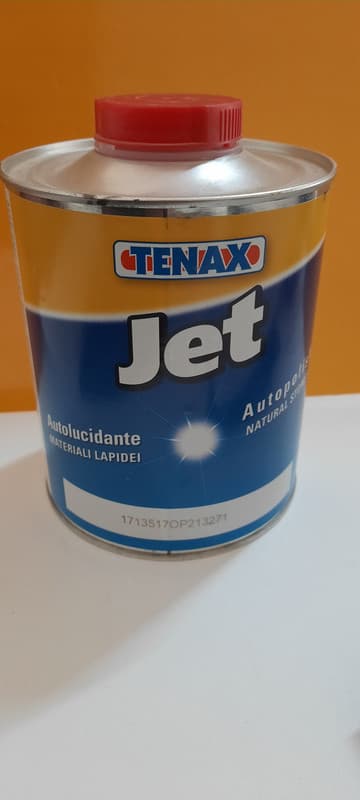 TENAX
Jet
Autolucidante
MATERIALI LAPIDEI
NATURAL
1713517OP213271